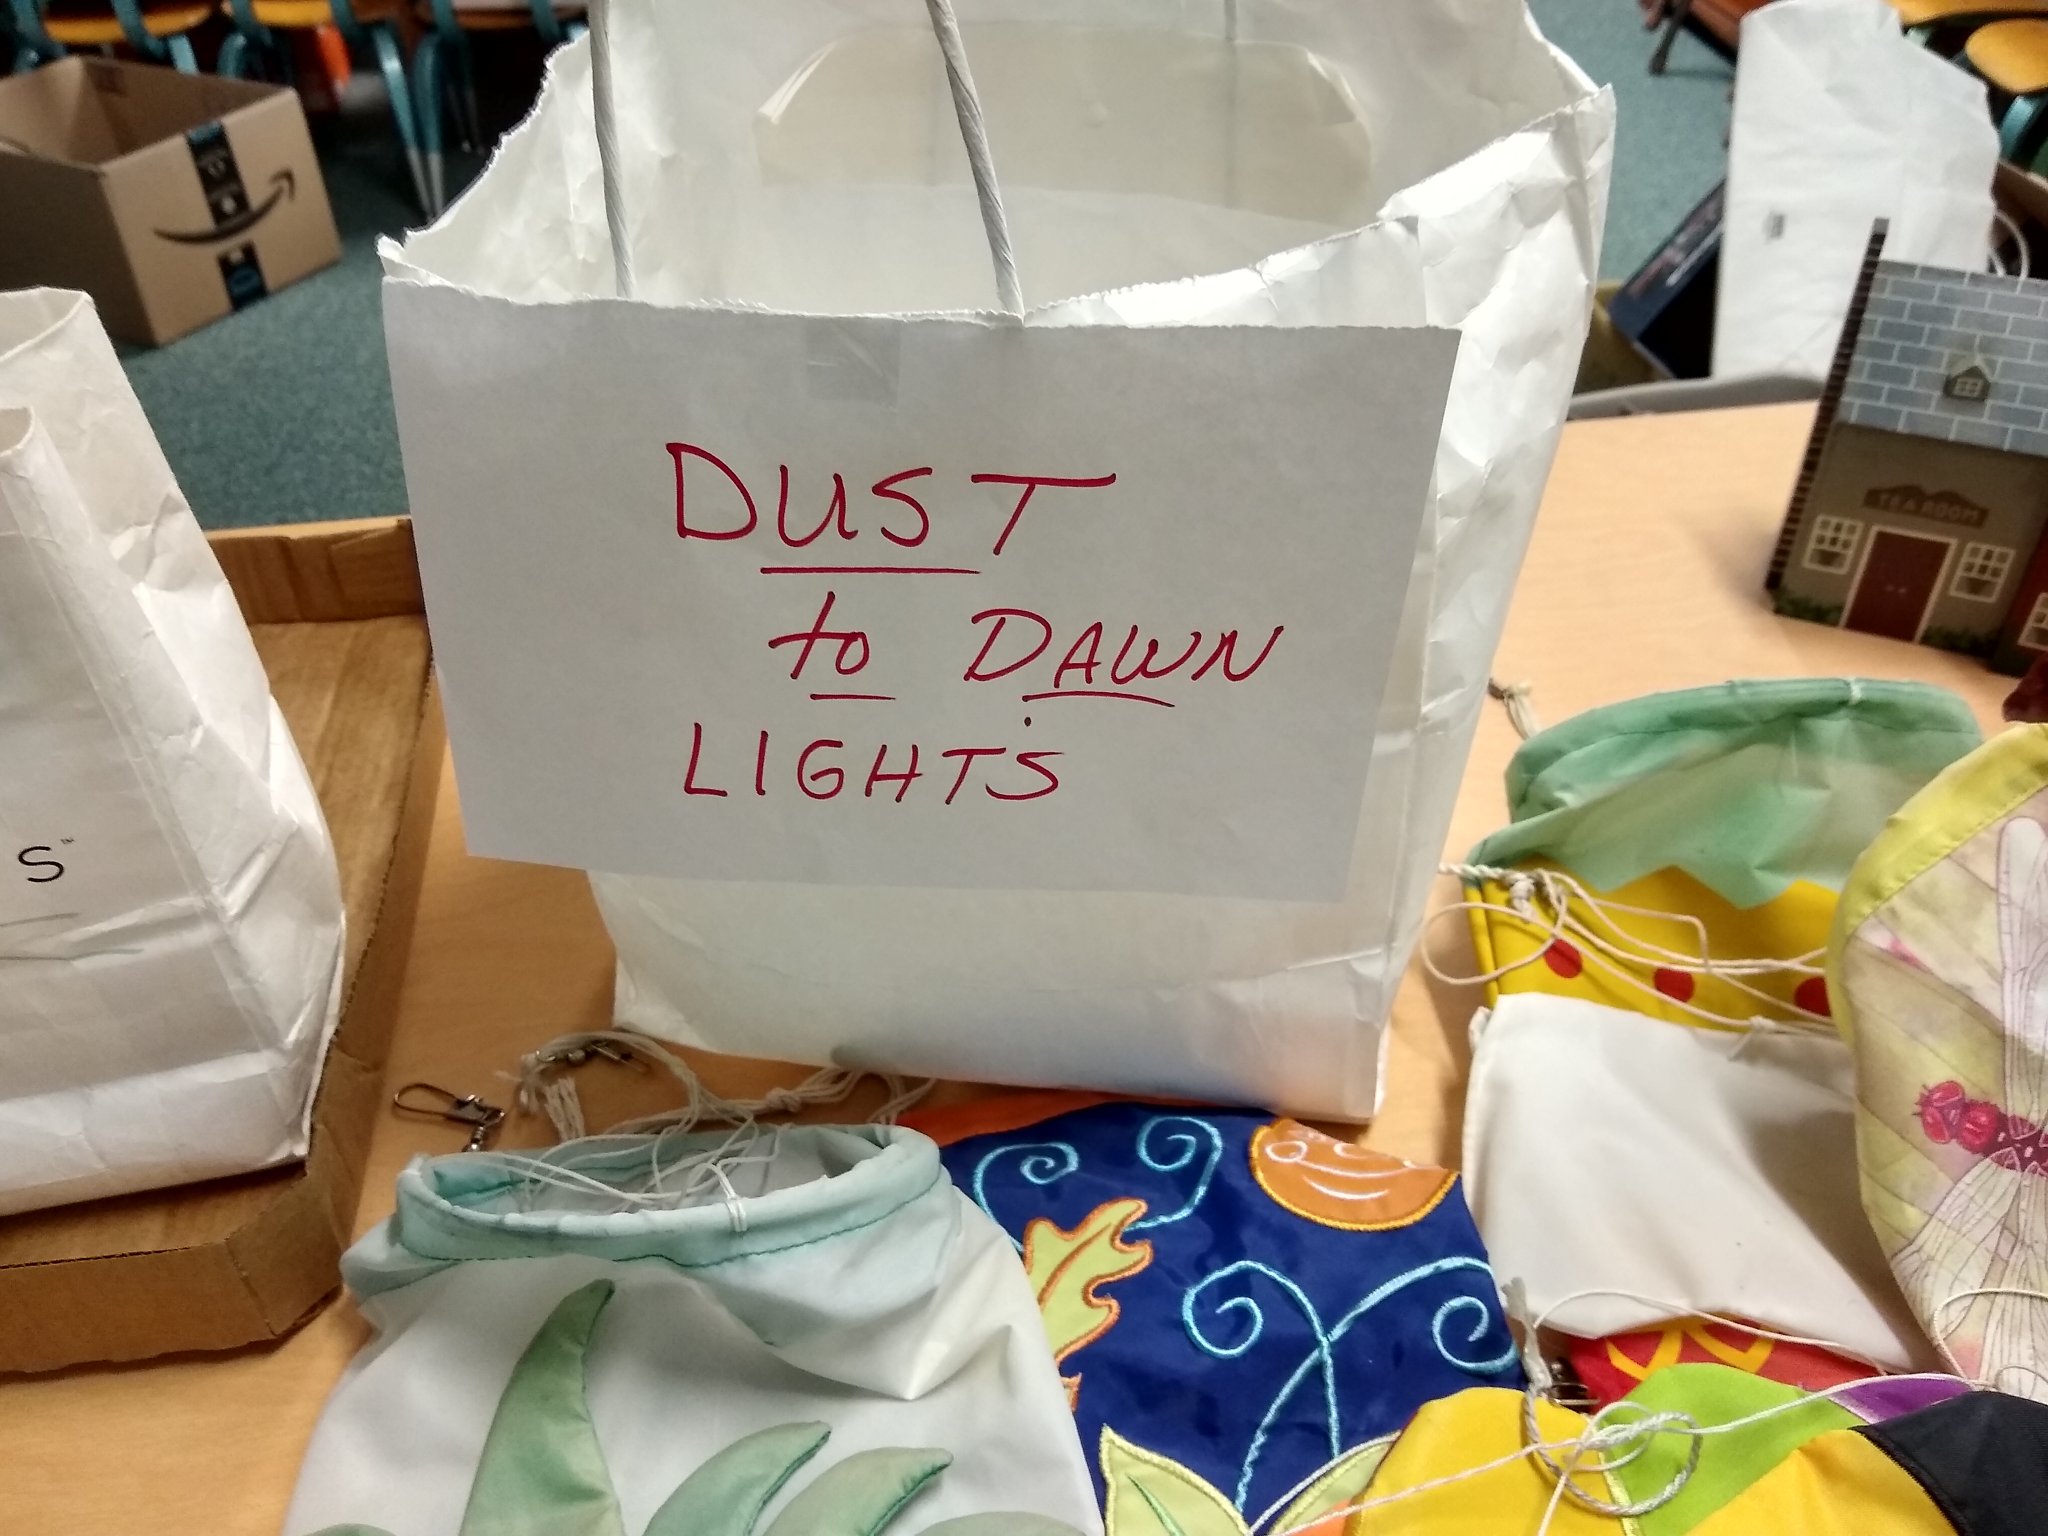 DUST
to DAWN
LIGHTS
TEA ROOM
S